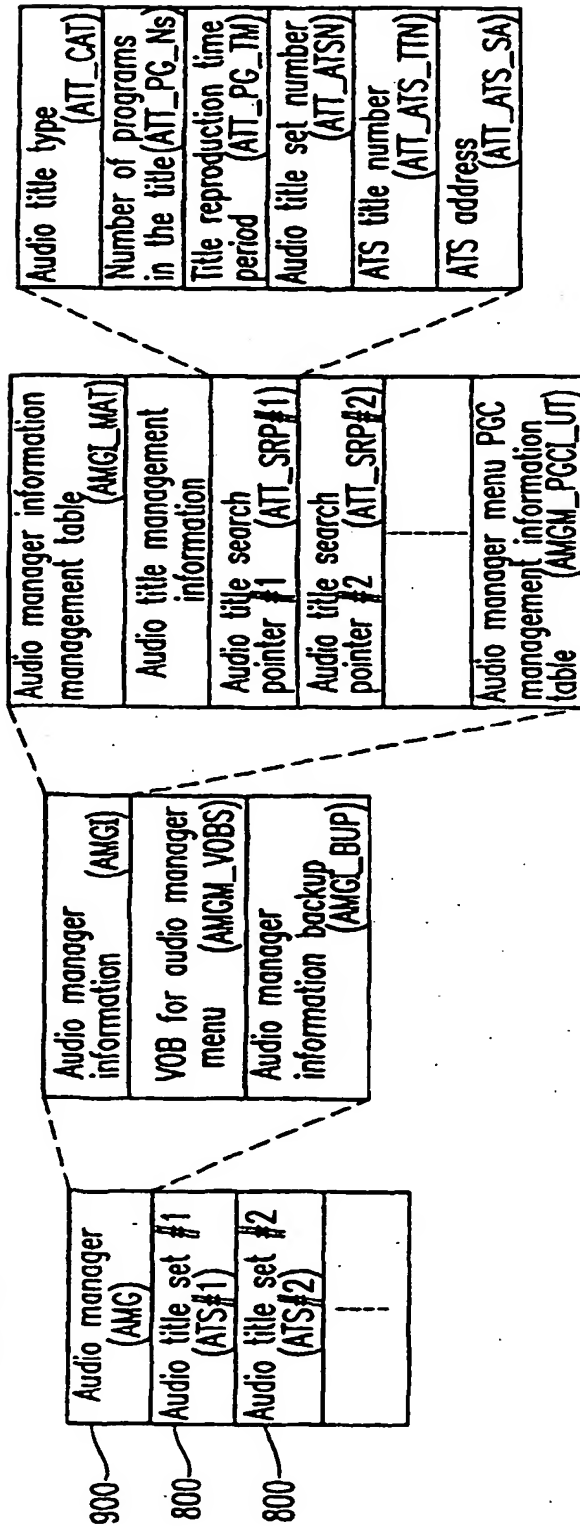 900
Audio manager
(AMG)
800
Audio title set #1
(ATS#1)
800
Audio title set #2
(ATS#2)
Audio manager
information (AMGI)
VOB for audio manager
menu (AMGM_VOBS)
Audio manager
information backup
(AMGI_BUP)
Audio manager information
management table
(AMGI_MAT)
Audio title management
information
Audio title search
pointer #1 (ATT_SRP#1)
Audio title search
pointer #2 (ATT_SRP#2)
Audio manager menu PGC
management information
table (AMGM_PGCI_UT)
Audio title type
(ATT_CAT)
Number of programs
in the title (ATT_PG_Ns)
Title reproduction time
period (ATT_PG_TM)
Audio title set number
(ATT_ATSN)
ATS title number
(ATT_ATS_TTN)
ATS address
(ATT_ATS_SA)